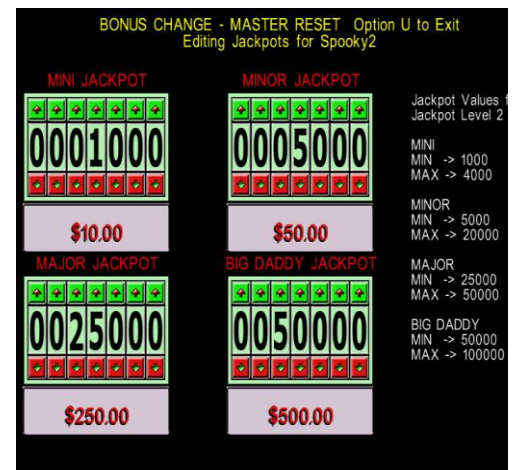 BONUS CHANGE - MASTER RESET Option U to Exit
Editing Jackpots for Spooky2
MINI JACKPOT
0001000
$10.00
MINOR JACKPOT
0005000
$50.00
MAJOR JACKPOT
0025000
$250.00
BIG DADDY JACKPOT
0050000
$500.00
Jackpot Values f
Jackpot Level 2
MINI
MIN -> 1000
MAX -> 4000
MINOR
MIN -> 5000
MAX -> 20000
MAJOR
MIN -> 25000
MAX -> 50000
BIG DADDY
MIN -> 50000
MAX -> 100000